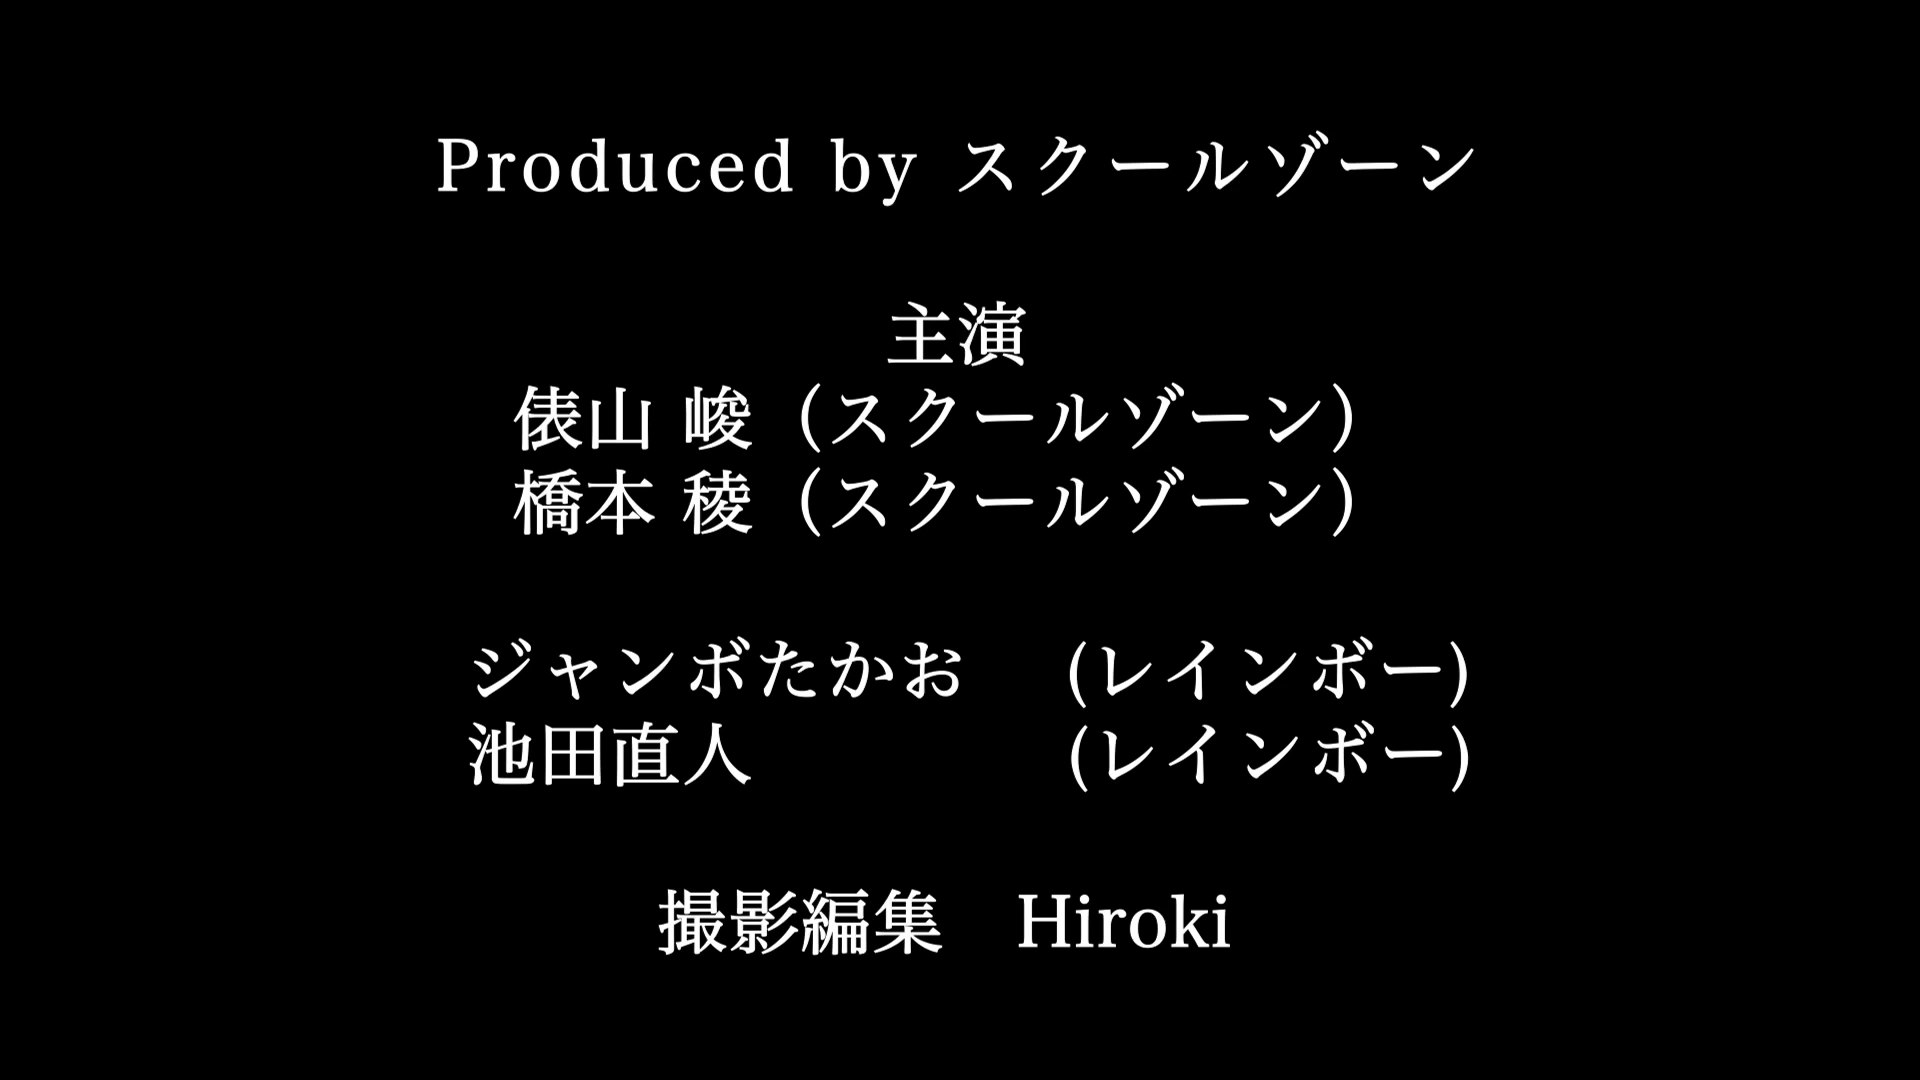 Produced by スクールゾーン
主演
俵山 峻（スクールゾーン）
橋本 稜（スクールゾーン）
ジャンボたかお　(レインボー)
池田直人　　　　(レインボー)
撮影編集　Hiroki